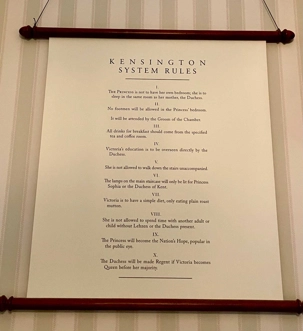 KENSINGTON
SYSTEM RULES
I.
The Princess is not to have her own bedroom, she is to
sleep in the same room as her mother, the Duchess.
II.
No footmen will be allowed in the Princess' bedroom.
It will be attended by the Groom of the Chamber.
III.
All drinks for breakfast should come from the specified
tea and coffee room.
IV.
Victoria's education is to be overseen directly by the
Duchess.
V.
She is not allowed to walk down the stairs unaccompanied.
VI.
The lamps on the main staircase will only be lit for Princess
Sophia or the Duchess of Kent.
VII.
Victoria is to have a simple diet, only eating plain roast
mutton.
VIII.
She is not allowed to spend time with another adult or
child without Lehzen or the Duchess present.
IX.
The Princess will become the Nation's Hope, popular in
the public eye.
X.
The Duchess will be made Regent if Victoria becomes
Queen before her majority.